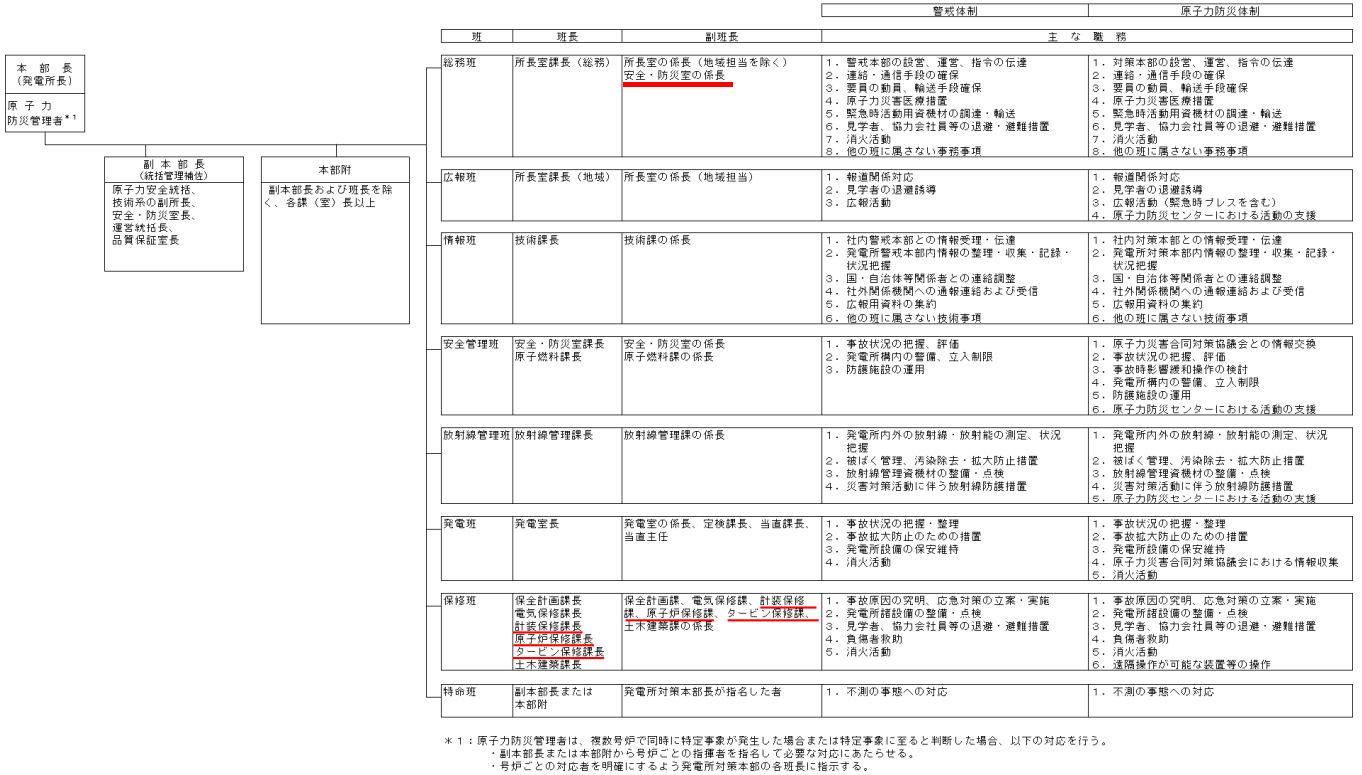 警戒体制　原子力防災体制
班　班長　副班長　主な職務
本部長
(発電所長)
原子力
防災管理者*1
副本部長
(統括管理補佐)
原子力安全統括、
技術系の副所長、
安全・防災室長、
運営統括長、
品質保証室長
本部附
副本部長および班長を除
く、各課(室)長以上
総務班
所長室課長(総務)
所長室の係長(地域担当を除く)
安全・防災室の係長
1．警戒本部の設営、運営、指令の伝達
2．連絡・通信手段の確保
3．要員の動員、輸送手段確保
4．原子力災害医療措置
5．緊急時活動用資機材の調達・輸送
6．見学者、協力会社員等の退避・避難措置
7．消火活動
8．他の班に属さない事務事項
1．対策本部の設営、運営、指令の伝達
2．連絡・通信手段の確保
3．要員の動員、輸送手段確保
4．原子力災害医療措置
5．緊急時活動用資機材の調達・輸送
6．見学者、協力会社員等の退避・避難措置
7．消火活動
8．他の班に属さない事務事項
広報班
所長室課長(地域)
所長室の係長(地域担当)
1．報道関係対応
2．見学者の退避誘導
3．広報活動
1．報道関係対応
2．見学者の退避誘導
3．広報活動(緊急時プレスを含む)
4．原子力防災センターにおける活動の支援
情報班
技術課長
技術課の係長
1．社内警戒本部との情報受理・伝達
2．発電所警戒本部内情報の整理・収集・記録・
状況把握
3．国・自治体等関係者との連絡調整
4．社外関係機関への通報連絡および受信
5．広報用資料の集約
6．他の班に属さない技術事項
1．社内対策本部との情報受理・伝達
2．発電所対策本部内情報の整理・収集・記録・
状況把握
3．国・自治体等関係者との連絡調整
4．社外関係機関への通報連絡および受信
5．広報用資料の集約
6．他の班に属さない技術事項
安全管理班
安全・防災室課長
原子燃料課長
安全・防災室の係長
原子燃料課の係長
1．事故状況の把握、評価
2．発電所構内の警備、立入制限
3．防護施設の運用
1．原子力災害合同対策協議会との情報交換
2．事故状況の把握、評価
3．事故時影響緩和操作の検討
4．発電所構内の警備、立入制限
5．防護施設の運用
6．原子力防災センターにおける活動の支援
放射線管理班
放射線管理課長
放射線管理課の係長
1．発電所内外の放射線・放射能の測定、状況
把握
2．被ばく管理、汚染除去・拡大防止措置
3．放射線管理資機材の整備・点検
4．災害対策活動に伴う放射線防護措置
1．発電所内外の放射線・放射能の測定、状況
把握
2．被ばく管理、汚染除去・拡大防止措置
3．放射線管理資機材の整備・点検
4．災害対策活動に伴う放射線防護措置
5．原子力防災センターにおける活動の支援
発電班
発電室長
発電室の係長、定検課長、当直課長、
当直主任
1．事故状況の把握・整理
2．事故拡大防止のための措置
3．発電所設備の保安維持
4．消火活動
1．事故状況の把握・整理
2．事故拡大防止のための措置
3．発電所設備の保安維持
4．原子力災害合同対策協議会における情報収集
5．消火活動
保修班
保全計画課長
電気保修課長
計装保修課長
原子炉保修課長
タービン保修課長
土木建築課長
保全計画課、電気保修課、計装保修
課、原子炉保修課、タービン保修課、
土木建築課の係長
1．事故原因の究明、応急対策の立案・実施
2．発電所諸設備の整備・点検
3．見学者、協力会社員等の退避・避難措置
4．負傷者救助
5．消火活動
1．事故原因の究明、応急対策の立案・実施
2．発電所諸設備の整備・点検
3．見学者、協力会社員等の退避・避難措置
4．負傷者救助
5．消火活動
6．遠隔操作が可能な装置等の操作
特命班
副本部長または
本部附
発電所対策本部長が指名した者
1．不測の事態への対応
1．不測の事態への対応
＊1：原子力防災管理者は、複数号炉で同時に特定事象が発生した場合または特定事象に至ると判断した場合、以下の対応を行う。
・副本部長または本部附から号炉ごとの指揮者を指名して必要な対応にあたらせる。
・号炉ごとの対応者を明確にするよう発電所対策本部の各班長に指示する。